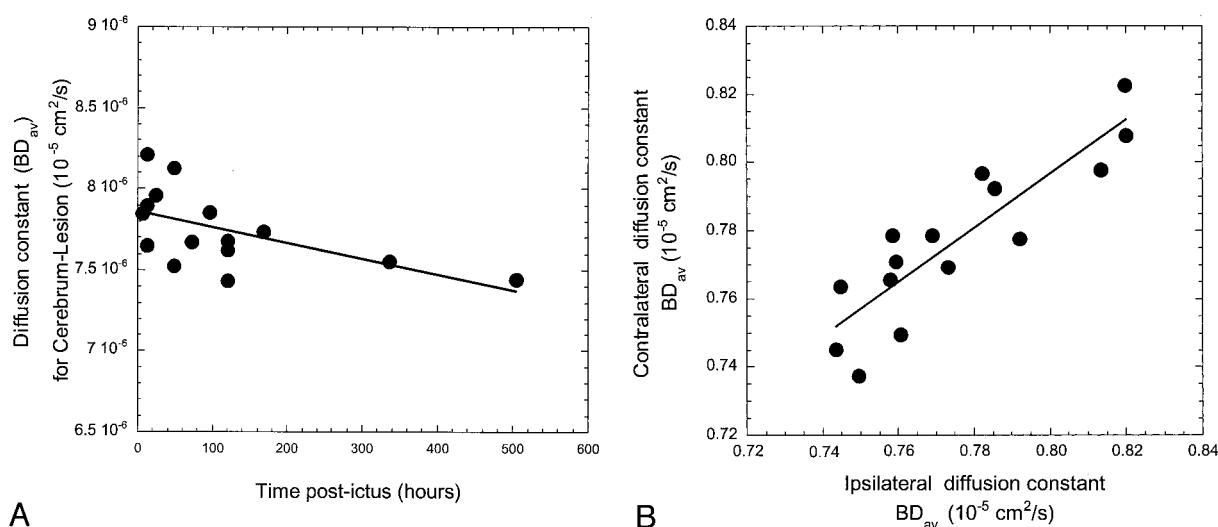 9 10⁻⁶
8.5 10⁻⁶
8 10⁻⁶
7.5 10⁻⁶
7 10⁻⁶
6.5 10⁻⁶
Diffusion constant (BDₐᵥ)
for Cerebrum-Lesion (10⁻⁵ cm²/s)
0 100 200 300 400 500 600
Time post-ictus (hours)
A
0.84
0.82
0.80
0.78
0.76
0.74
0.72
Contralateral diffusion constant
BDₐᵥ (10⁻⁵ cm²/s)
0.72 0.74 0.76 0.78 0.80 0.82 0.84
Ipsilateral diffusion constant
BDₐᵥ (10⁻⁵ cm²/s)
B